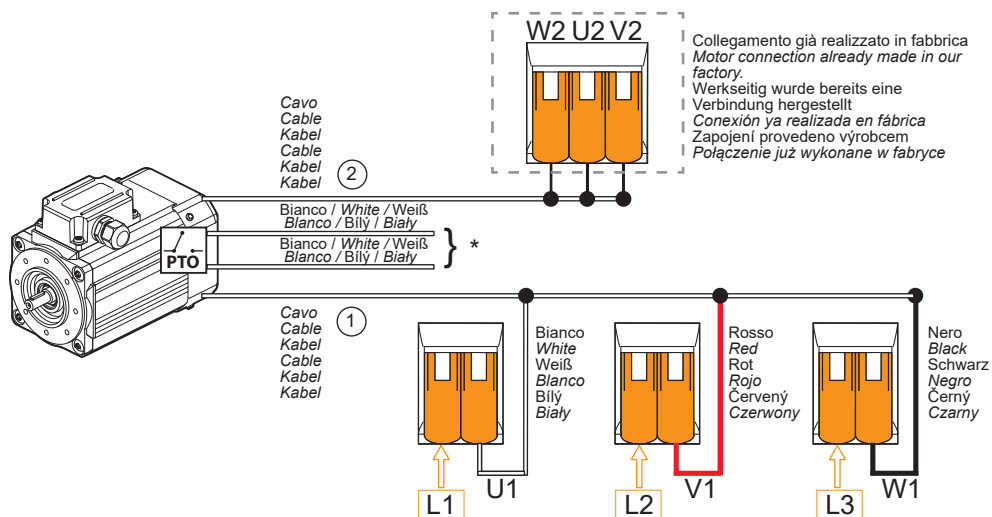 W2 U2 V2
Collegamento già realizzato in fabbrica
Motor connection already made in our
factory.
Werkseitig wurde bereits eine
Verbindung hergestellt
Conexión ya realizada en fábrica
Zapojení provedeno výrobcem
Połączenie już wykonane w fabryce
Cavo
Cable
Kabel
Cable
Kabel
Kabel
2
Bianco / White / Weiß
Blanco / Bílý / Biały
Bianco / White / Weiß
Blanco / Bílý / Biały
} *
PTO
Cavo
Cable
Kabel
Cable
Kabel
Kabel
1
Bianco
White
Weiß
Blanco
Bílý
Biały
Rosso
Red
Rot
Rojo
Červený
Czerwony
Nero
Black
Schwarz
Negro
Černý
Czarny
L1
U1
L2
V1
L3
W1